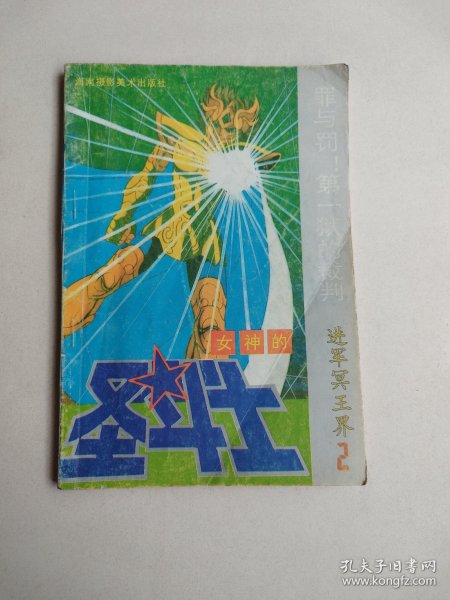 海南摄影美术出版社
罪与罚!第一狱的裁判
女神的
圣斗士
进军冥王界
2
孔夫子旧书网
www.kongfz.com